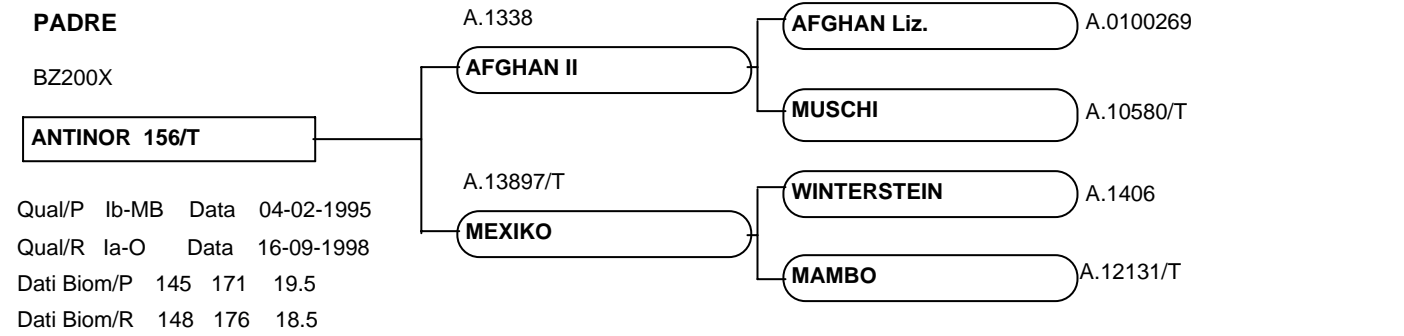 PADRE
BZ200X
ANTINOR 156/T
Qual/P Ib-MB Data 04-02-1995
Qual/R Ia-O Data 16-09-1998
Dati Biom/P 145 171 19.5
Dati Biom/R 148 176 18.5
A.1338
AFGHAN II
A.13897/T
MEXIKO
AFGHAN Liz. A.0100269
MUSCHI A.10580/T
WINTERSTEIN A.1406
MAMBO A.12131/T